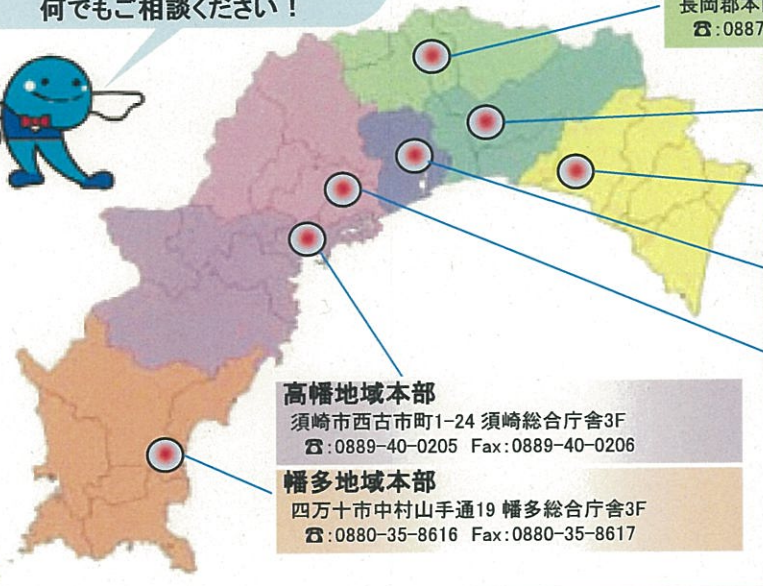 何でもご相談ください！
長岡郡本
☎:0887
高幡地域本部
須崎市西古市町1-24 須崎総合庁舎3F
☎:0889-40-0205 Fax:0889-40-0206
幡多地域本部
四万十市中村山手通19 幡多総合庁舎3F
☎:0880-35-8616 Fax:0880-35-8617